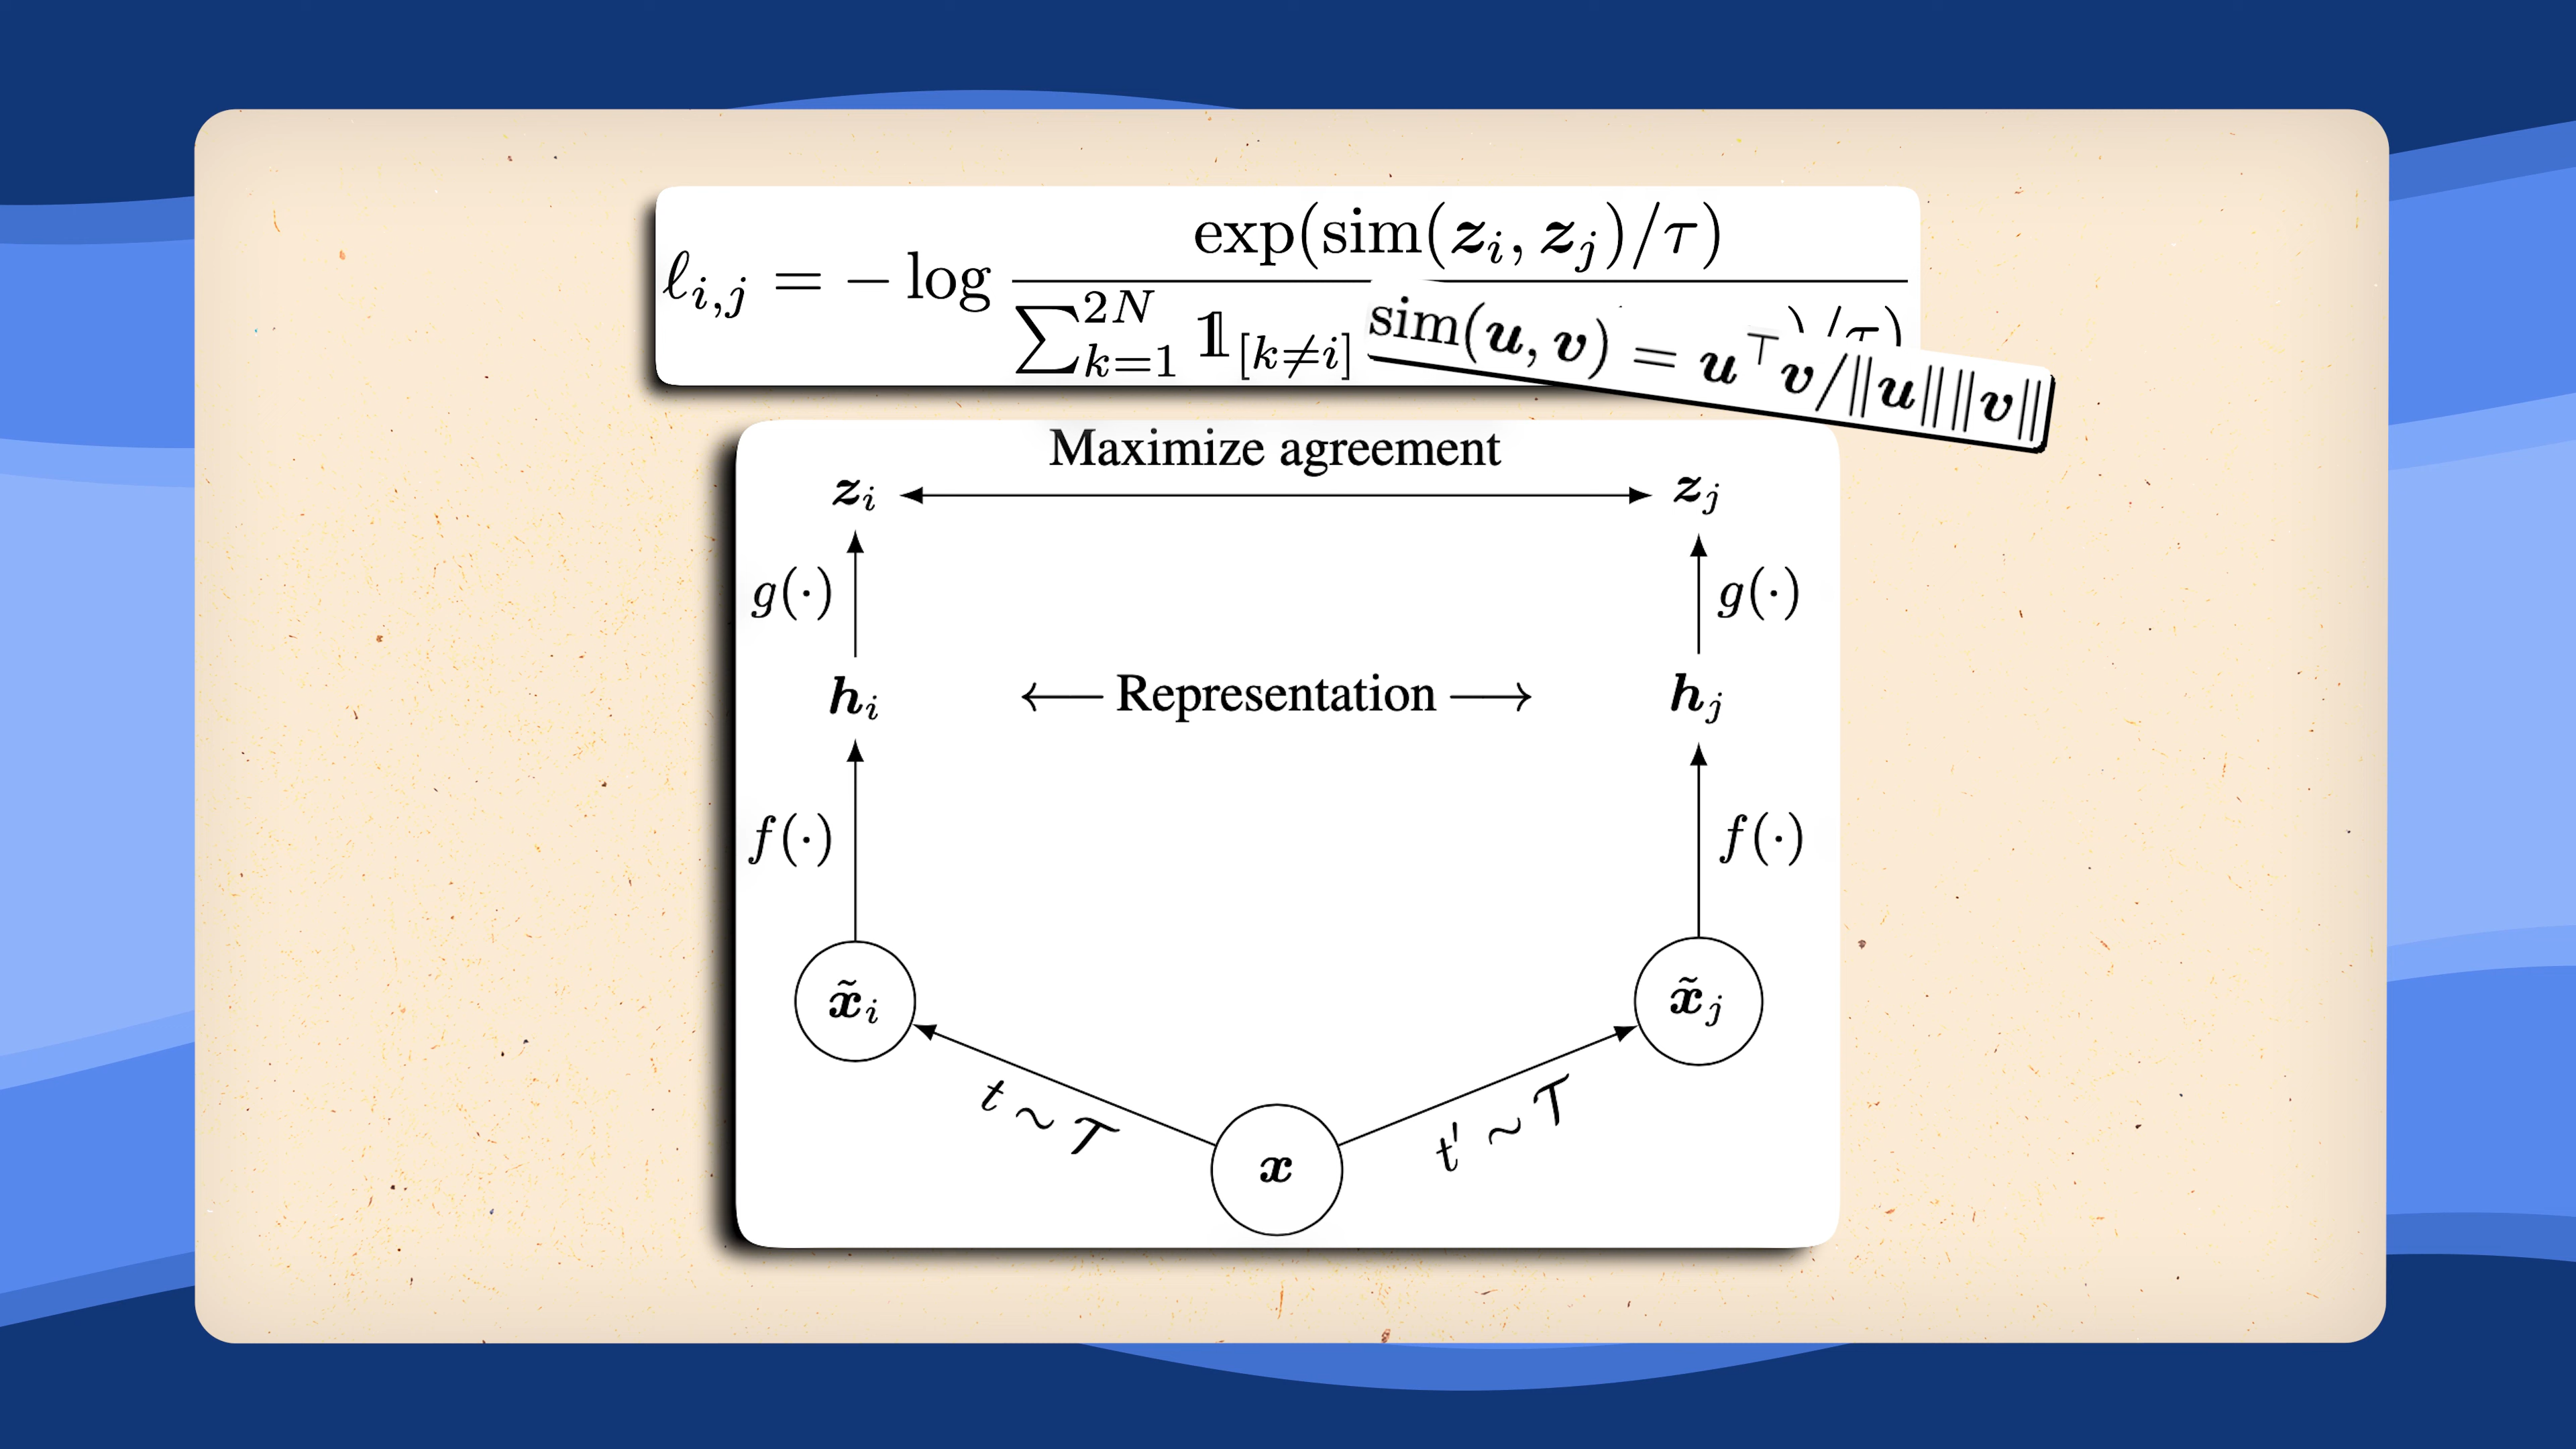 ℓ_{i,j} = − log exp(sim(z_i, z_j)/τ) / ∑_{k=1}^{2N} 𝟙_{[k≠i]} )/τ)
sim(u, v) = u^⊤ v/‖u‖‖v‖
Maximize agreement
z_i z_j
g(·) g(·)
h_i ⟵ Representation ⟶ h_j
f(·) f(·)
x̃_i x̃_j
t ∼ 𝒯 t′ ∼ 𝒯
x